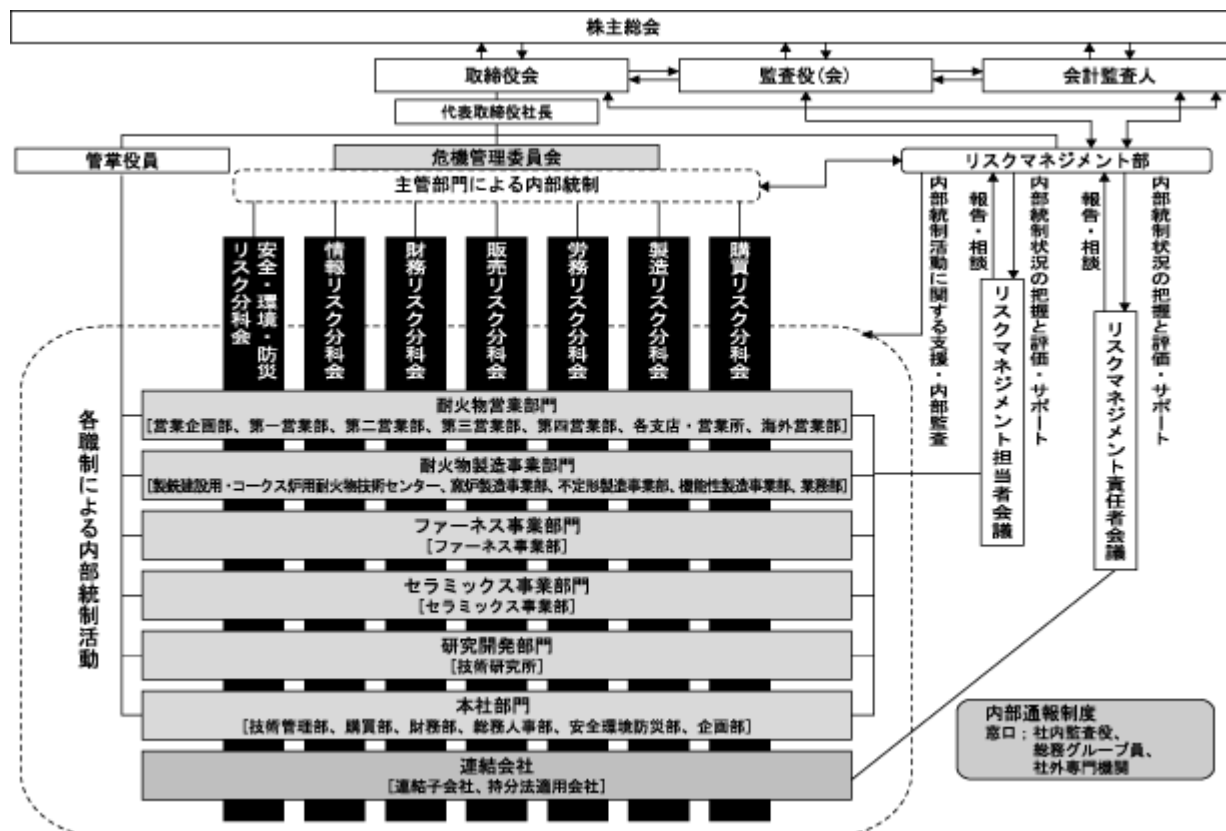 株主総会
取締役会
監査役(会)
会計監査人
代表取締役社長
管掌役員
危機管理委員会
リスクマネジメント部
主管部門による内部統制
安全・環境・防災
リスク分科会
情報リスク分科会
財務リスク分科会
販売リスク分科会
労務リスク分科会
製造リスク分科会
購買リスク分科会
内部統制活動に関する支援・内部監査
報告・相談
内部統制状況の把握と評価・サポート
報告・相談
内部統制状況の把握と評価・サポート
リスクマネジメント担当者会議
リスクマネジメント責任者会議
各職制による内部統制活動
耐火物営業部門
[営業企画部、第一営業部、第二営業部、第三営業部、第四営業部、各支店・営業所、海外営業部]
耐火物製造事業部門
[製銑建設用・コークス炉用耐火物技術センター、窯炉製造事業部、不定形製造事業部、機能性製造事業部、業務部]
ファーネス事業部門
[ファーネス事業部]
セラミックス事業部門
[セラミックス事業部]
研究開発部門
[技術研究所]
本社部門
[技術管理部、購買部、財務部、総務人事部、安全環境防災部、企画部]
連結会社
[連結子会社、持分法適用会社]
内部通報制度
窓口；社内監査役、
総務グループ員、
社外専門機関